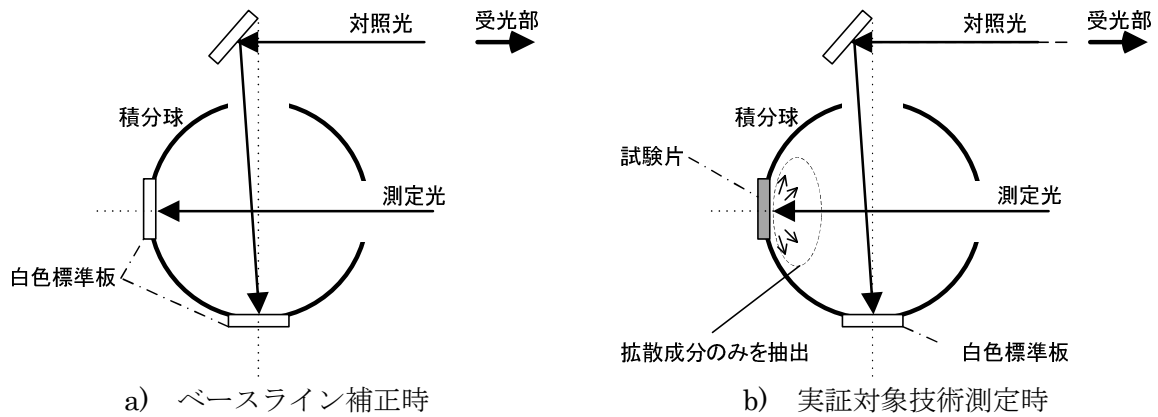 対照光
受光部
積分球
測定光
白色標準板
a) ベースライン補正時
対照光
受光部
積分球
試験片
測定光
拡散成分のみを抽出
白色標準板
b) 実証対象技術測定時